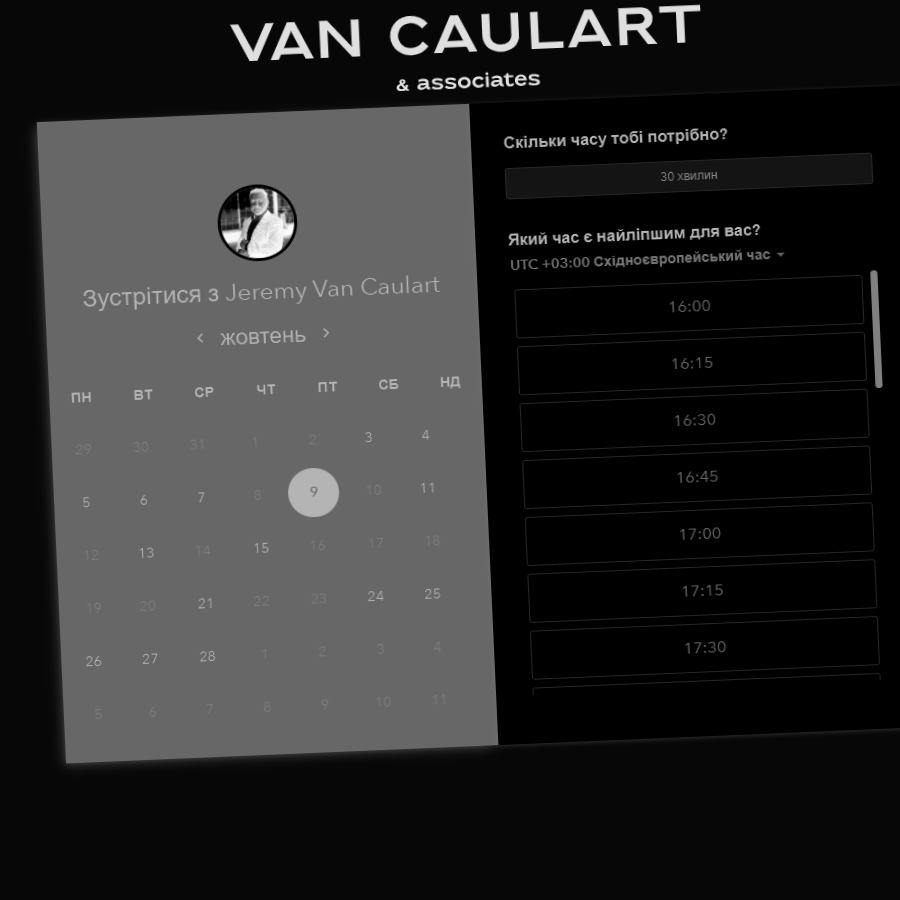 VAN CAULART
& associates
Зустрітися з Jeremy Van Caulart
< жовтень >
ПН ВТ СР ЧТ ПТ СБ НД
29 30 31 1 2 3 4
5 6 7 8 9 10 11
12 13 14 15 16 17 18
19 20 21 22 23 24 25
26 27 28 1 2 3 4
5 6 7 8 9 10 11
Скільки часу тобі потрібно?
30 хвилин
Який час є найліпшим для вас?
UTC +03:00 Східноєвропейський час
16:00
16:15
16:30
16:45
17:00
17:15
17:30